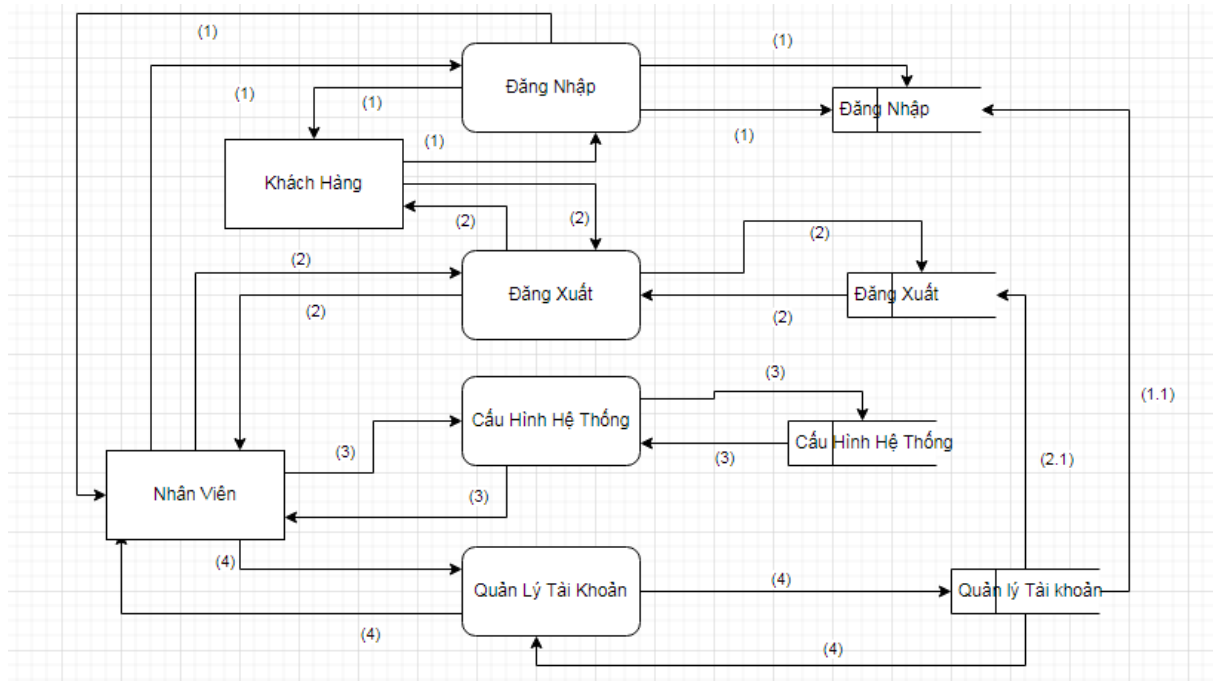 (1)
(1)
Đăng Nhập
(1)
(1)
Đăng Nhập
(1)
(1)
(1)
Khách Hàng
(2)
(2)
(2)
(2)
Đăng Xuất
Đăng Xuất
(2)
(2)
(3)
(1.1)
Cấu Hình Hệ Thống
Cấu Hình Hệ Thống
(3)
(3)
(2.1)
Nhân Viên
(3)
(4)
(4)
Quản Lý Tài Khoản
Quản lý Tài khoản
(4)
(4)